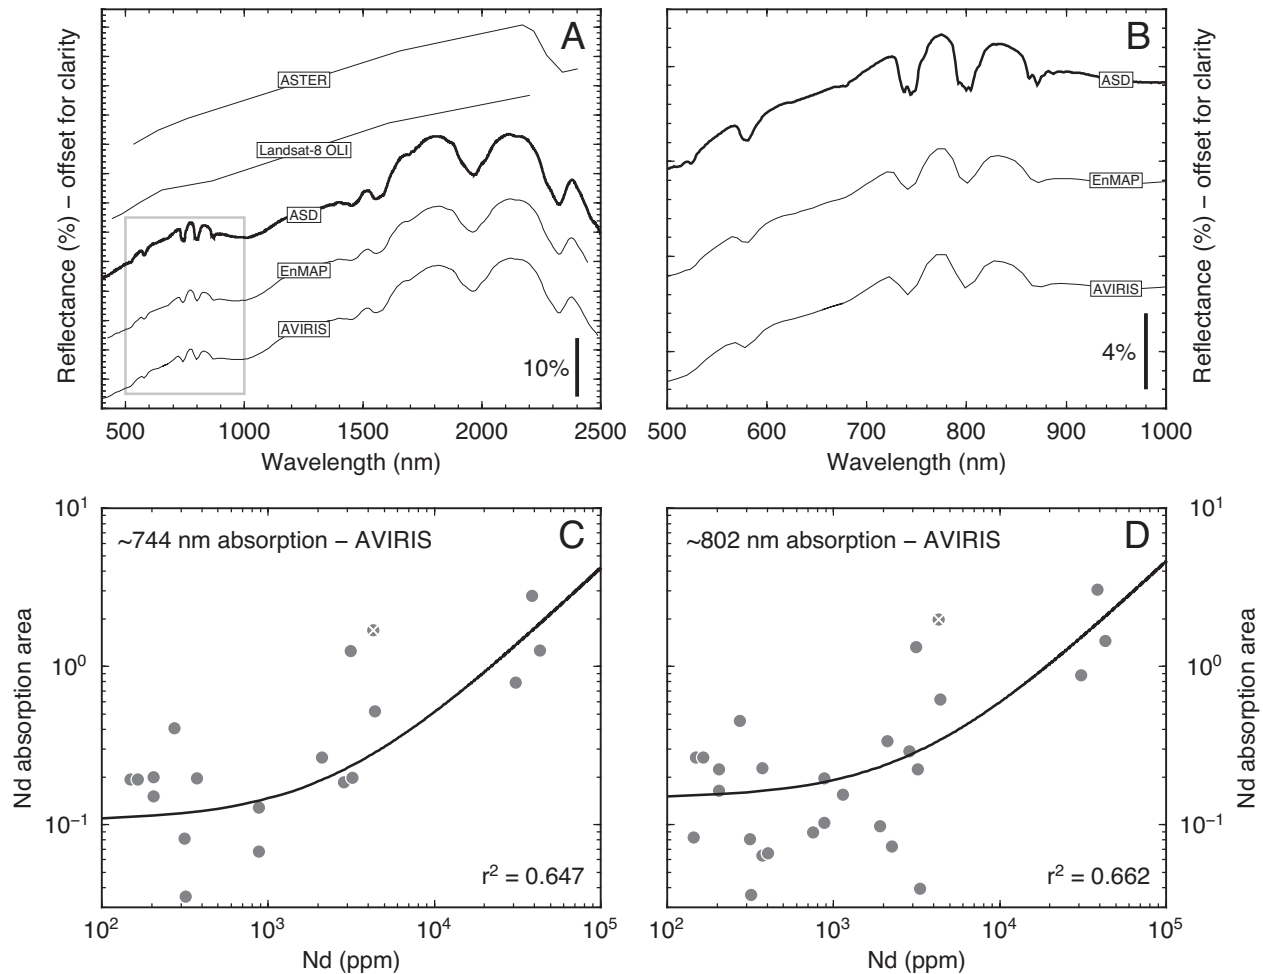 A
Reflectance (%) – offset for clarity
ASTER
Landsat-8 OLI
ASD
EnMAP
AVIRIS
10%
500 1000 1500 2000 2500
Wavelength (nm)
B
Reflectance (%) – offset for clarity
ASD
EnMAP
AVIRIS
4%
500 600 700 800 900 1000
Wavelength (nm)
C
~744 nm absorption – AVIRIS
Nd absorption area
10¹
10⁰
10⁻¹
r² = 0.647
10² 10³ 10⁴ 10⁵
Nd (ppm)
D
~802 nm absorption – AVIRIS
Nd absorption area
10¹
10⁰
10⁻¹
r² = 0.662
10² 10³ 10⁴ 10⁵
Nd (ppm)